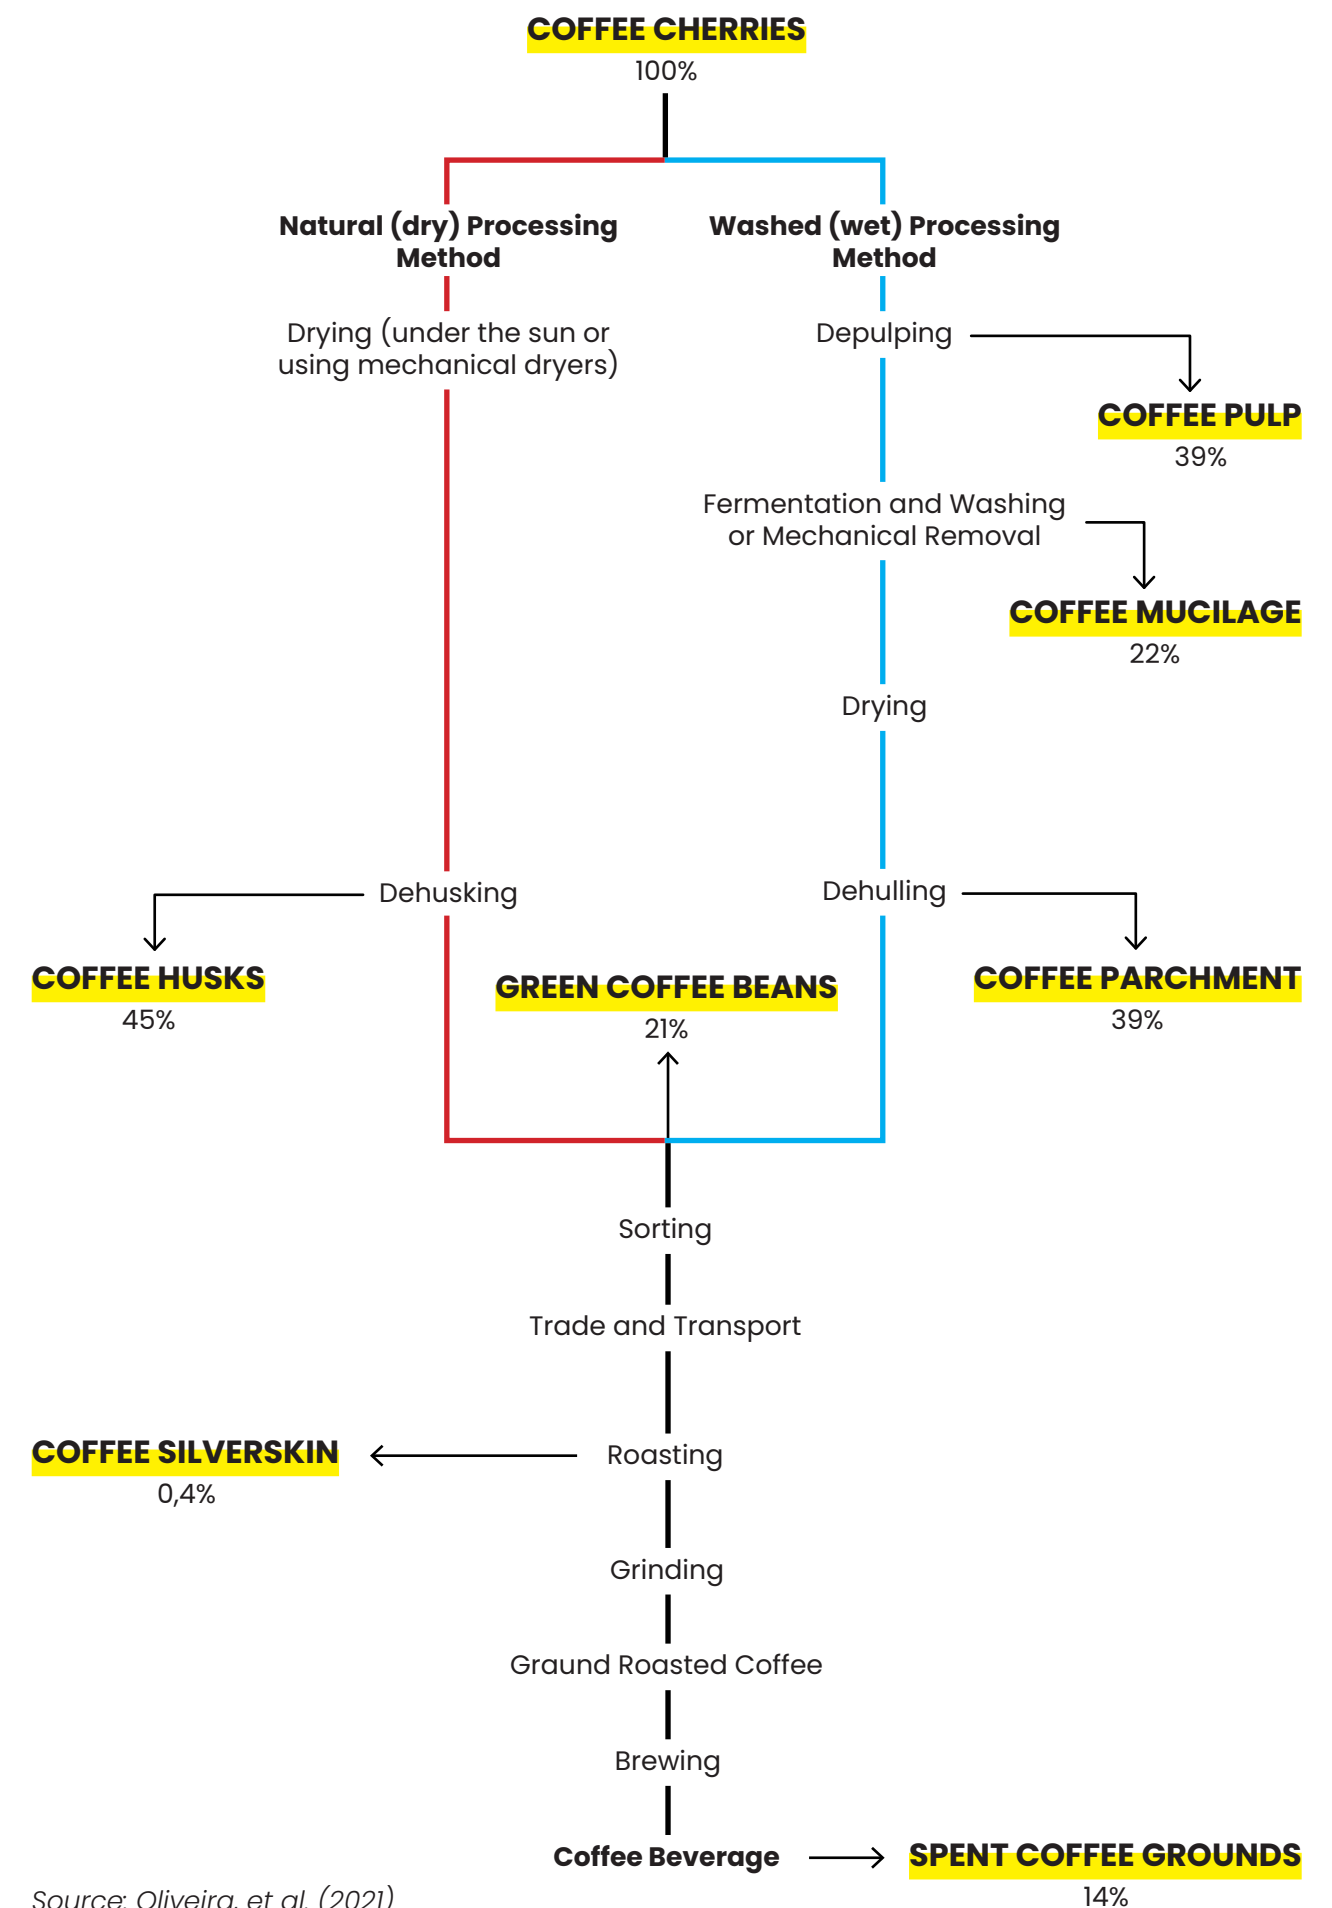 COFFEE CHERRIES
100%
Natural (dry) Processing
Method
Washed (wet) Processing
Method
Drying (under the sun or
using mechanical dryers)
Depulping
COFFEE PULP
39%
Fermentation and Washing
or Mechanical Removal
COFFEE MUCILAGE
22%
Drying
Dehusking
Dehulling
COFFEE HUSKS
45%
GREEN COFFEE BEANS
21%
COFFEE PARCHMENT
39%
Sorting
Trade and Transport
Roasting
COFFEE SILVERSKIN
0,4%
Grinding
Graund Roasted Coffee
Brewing
Coffee Beverage
SPENT COFFEE GROUNDS
14%
Source: Oliveira, et al. (2021)